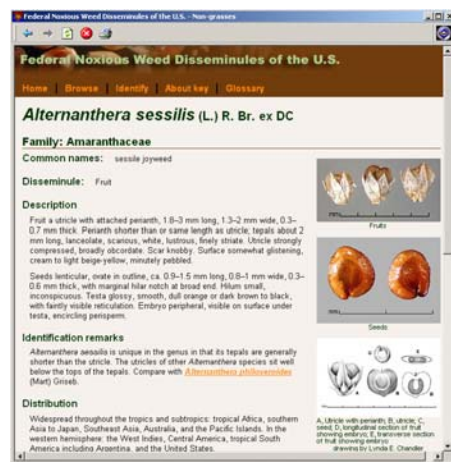 Federal Noxious Weed Disseminules of the U.S. - Non-grasses
Federal Noxious Weed Disseminules of the U.S.
Home | Browse | Identify | About key | Glossary
Alternanthera sessilis (L.) R. Br. ex DC
Family: Amaranthaceae
Common names: sessile joyweed
Disseminule: Fruit
Description
Fruit a utricle with attached perianth, 1.8–3 mm long, 1.3–2 mm wide, 0.3–
0.7 mm thick. Perianth shorter than or same length as utricle; tepals about 2
mm long, lanceolate, scarious, white, lustrous, finely striate. Utricle strongly
compressed, broadly obcordate. Scar knobby. Surface somewhat glistening,
cream to light beige-yellow, minutely pebbled.
Seeds lenticular, ovate in outline, ca. 0.9–1.5 mm long, 0.8–1 mm wide, 0.3–
0.6 mm thick, with marginal hilar notch at broad end. Hilum small,
inconspicuous. Testa glossy, smooth, dull orange or dark brown to black,
with faintly visible reticulation. Embryo peripheral, visible on surface under
testa, encircling perisperm.
Identification remarks
Alternanthera sessilis is unique in the genus in that its tepals are generally
shorter than the utricle. The utricles of other Alternanthera species sit well
below the tops of the tepals. Compare with Alternanthera philoxeroides
(Mart) Griseb.
Distribution
Widespread throughout the tropics and subtropics: tropical Africa, southern
Asia to Japan, Southeast Asia, Australia, and the Pacific Islands. In the
western hemisphere: the West Indies, Central America, tropical South
America including Argentina, and the United States.
mm
Fruits
mm
Seeds
A, Utricle with perianth; B, utricle; C,
seed; D, longitudinal section of fruit
showing embryo; E, transverse section
of fruit showing embryo
drawing by Lynda E. Chandler